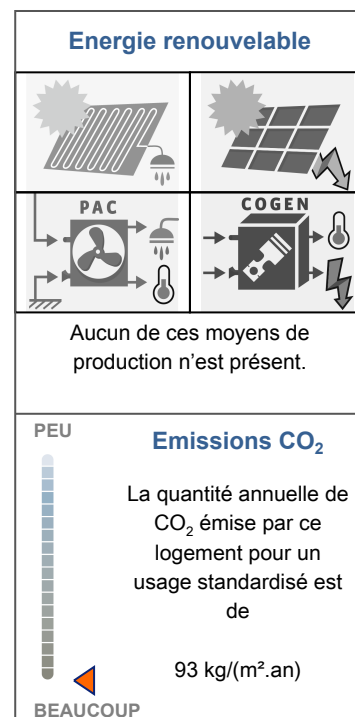 Energie renouvelable
PAC
COGEN
Aucun de ces moyens de
production n'est présent.
PEU
Emissions CO₂
La quantité annuelle de
CO₂ émise par ce
logement pour un
usage standardisé est
de
93 kg/(m².an)
BEAUCOUP